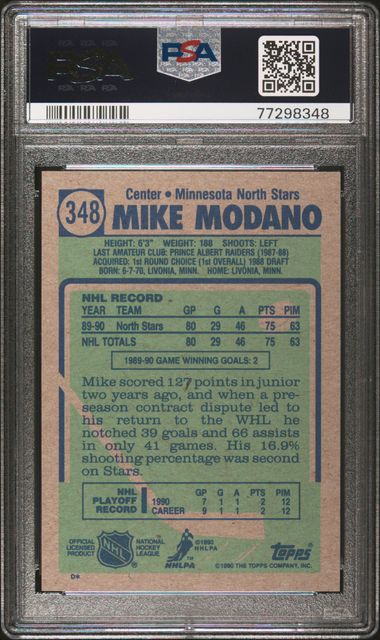 PSA
PSA
77298348
348
Center • Minnesota North Stars
MIKE MODANO
HEIGHT: 6'3" WEIGHT: 188 SHOOTS: LEFT
LAST AMATEUR CLUB: PRINCE ALBERT RAIDERS (1987-88)
ACQUIRED: 1st ROUND CHOICE (1st OVERALL) 1988 DRAFT
BORN: 6-7-70, LIVONIA, MINN. HOME: LIVONIA, MINN.
NHL RECORD
YEAR TEAM GP G A PTS PIM
89-90 North Stars 80 29 46 75 63
NHL TOTALS 80 29 46 75 63
1989-90 GAME WINNING GOALS: 2
Mike scored 127 points in junior
two years ago, and when a pre-
season contract dispute led to
his return to the WHL he
notched 39 goals and 66 assists
in only 41 games. His 16.9%
shooting percentage was second
on Stars.
NHL PLAYOFF RECORD
GP G A PTS PIM
1990 7 1 1 2 12
CAREER 9 1 1 2 12
OFFICIAL LICENSED PRODUCT
NHL
NATIONAL HOCKEY LEAGUE
©1990 NHLPA
NHLPA
Topps
©1990 THE TOPPS COMPANY, INC.
D*